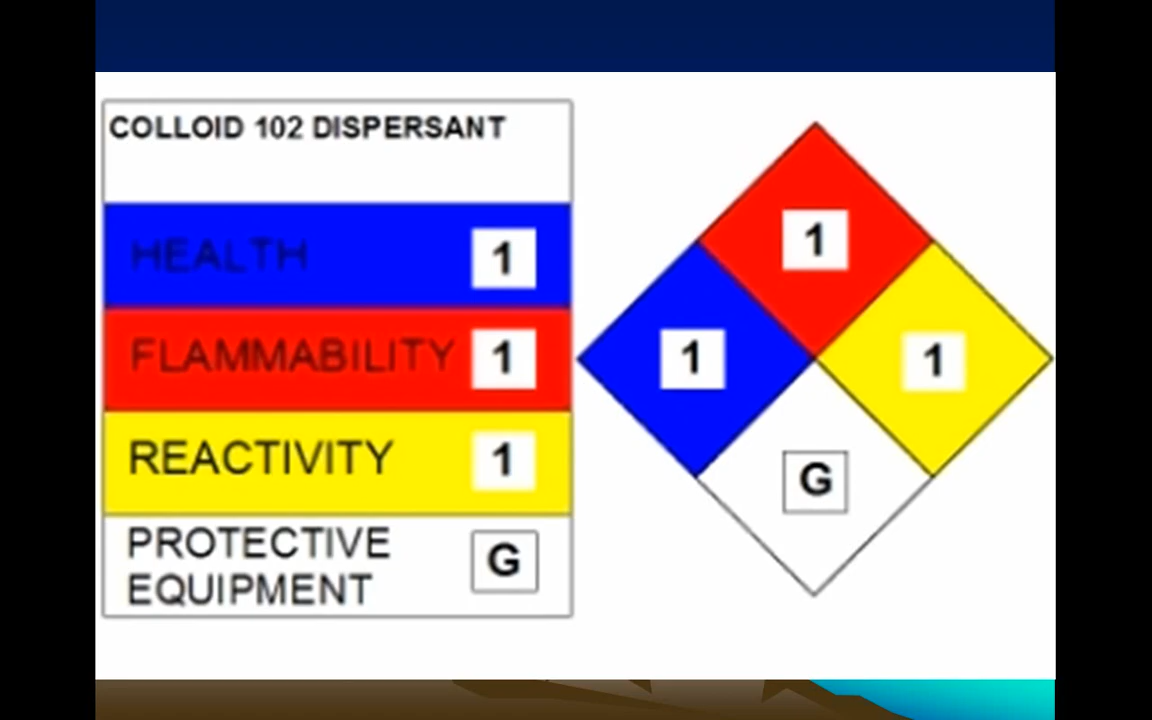 COLLOID 102 DISPERSANT
HEALTH 1
FLAMMABILITY 1
REACTIVITY 1
PROTECTIVE
EQUIPMENT G
1
1 1
G